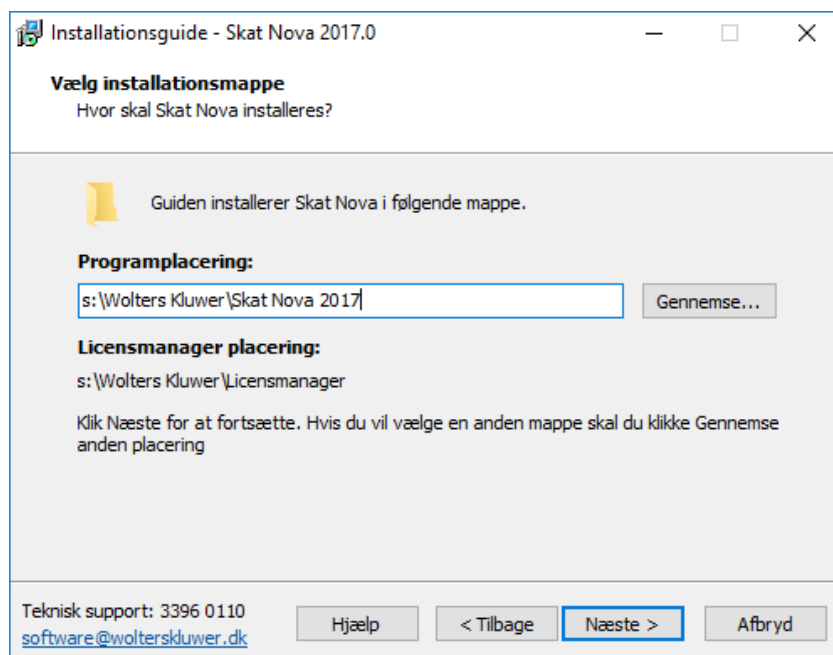 Installationsguide - Skat Nova 2017.0
Vælg installationsmappe
Hvor skal Skat Nova installeres?
Guiden installerer Skat Nova i følgende mappe.
Programplacering:
s:\Wolters Kluwer\Skat Nova 2017
Gennemse...
Licensmanager placering:
s:\Wolters Kluwer\Licensmanager
Klik Næste for at fortsætte. Hvis du vil vælge en anden mappe skal du klikke Gennemse
anden placering
Teknisk support: 3396 0110
software@wolterskluwer.dk
Hjælp
< Tilbage
Næste >
Afbryd